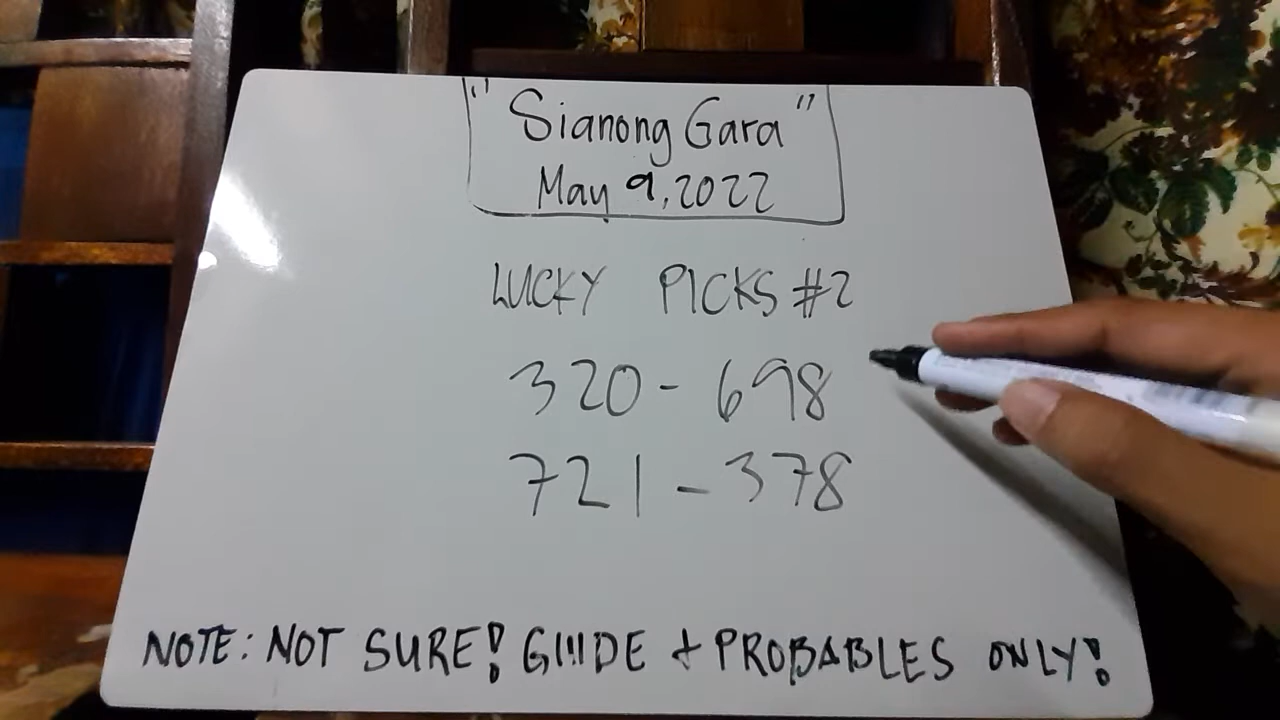 "Sianong Gara"
May 9, 2022
LUCKY PICKS #2
320 - 698
721 - 378
NOTE: NOT SURE! GUIDE + PROBABLES ONLY!